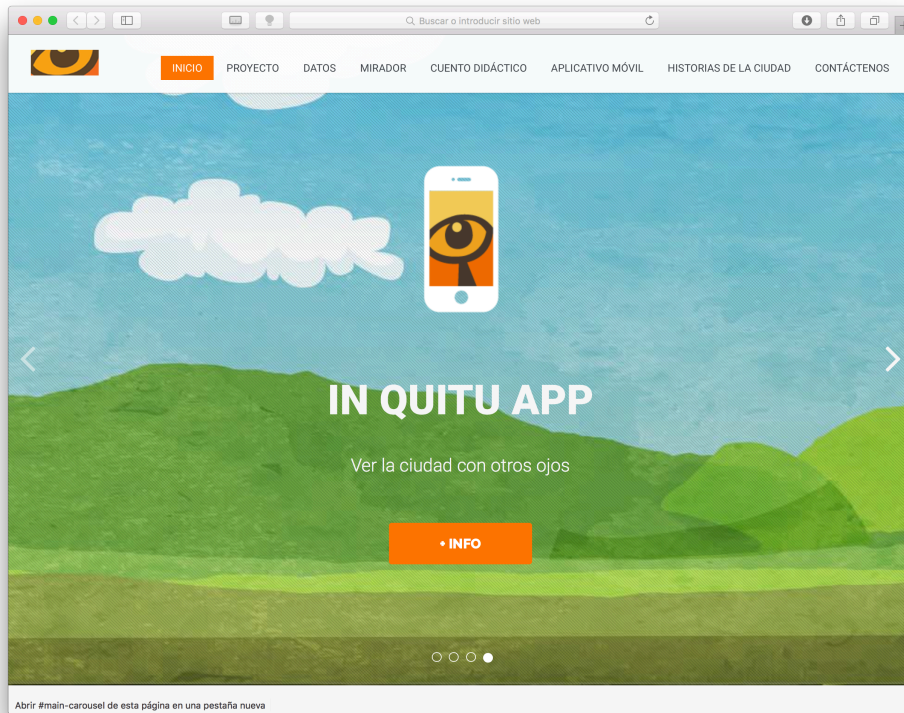 Buscar o introducir sitio web
INICIO PROYECTO DATOS MIRADOR CUENTO DIDÁCTICO APLICATIVO MÓVIL HISTORIAS DE LA CIUDAD CONTÁCTENOS
IN QUITU APP
Ver la ciudad con otros ojos
+ INFO
Abrir #main-carousel de esta página en una pestaña nueva